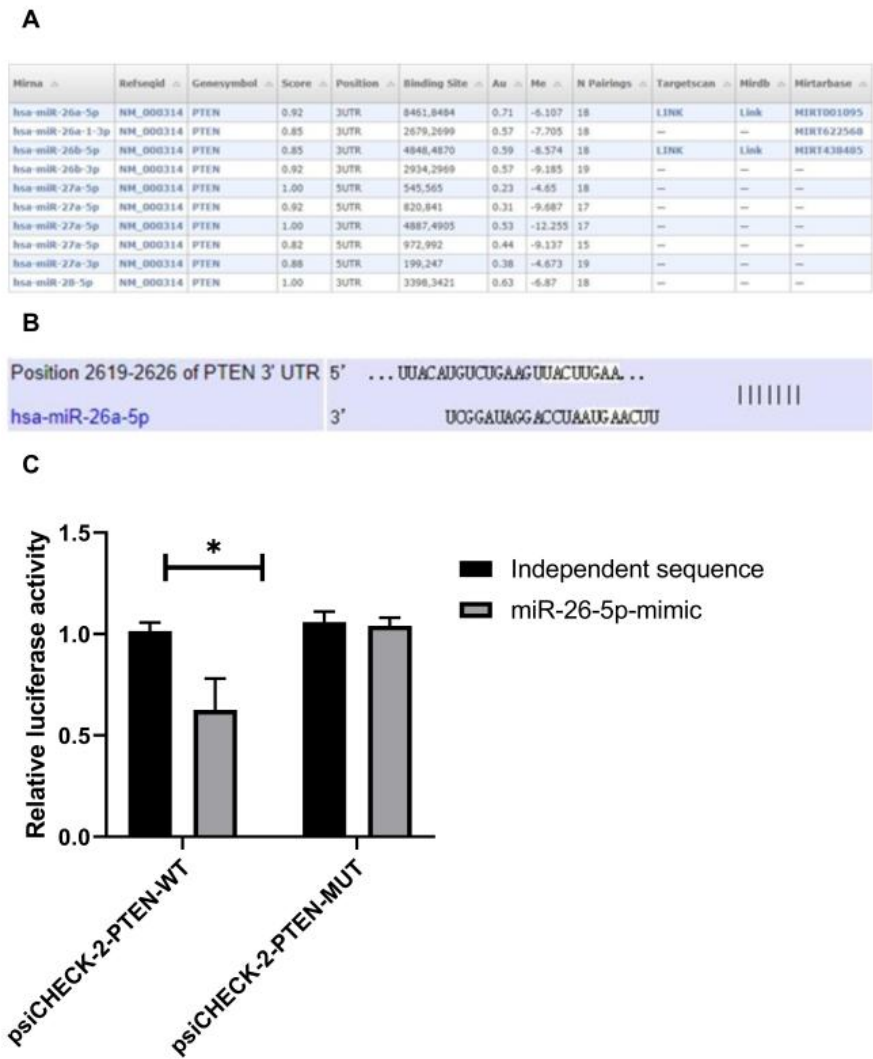 A
Mirna Refseqid Genesymbol Score Position Binding Site Au Me N Pairings Targetscan Mirdb Mirtarbase
hsa-miR-26a-5p NM_000314 PTEN 0.92 3UTR 8461,8484 0.71 -6.107 18 LINK Link MIRT001095
hsa-miR-26a-1-3p NM_000314 PTEN 0.85 3UTR 2679,2699 0.57 -7.705 18 — — MIRT622560
hsa-miR-26b-5p NM_000314 PTEN 0.85 3UTR 4848,4870 0.59 -8.574 18 LINK Link MIRT438405
hsa-miR-26b-3p NM_000314 PTEN 0.92 3UTR 2934,2969 0.57 -9.185 19 — — —
hsa-miR-27a-5p NM_000314 PTEN 1.00 5UTR 545,565 0.23 -4.65 18 — — —
hsa-miR-27a-5p NM_000314 PTEN 0.92 5UTR 820,841 0.31 -9.687 17 — — —
hsa-miR-27a-5p NM_000314 PTEN 1.00 3UTR 4887,4905 0.53 -12.255 17 — — —
hsa-miR-27a-5p NM_000314 PTEN 0.82 5UTR 972,992 0.44 -9.137 15 — — —
hsa-miR-27a-3p NM_000314 PTEN 0.88 5UTR 199,247 0.38 -4.673 19 — — —
hsa-miR-28-5p NM_000314 PTEN 1.00 3UTR 3398,3421 0.63 -6.87 18 — — —
B
Position 2619-2626 of PTEN 3' UTR 5' ...UUACAUGUCUGAAGUUACUUGAA...
|||||||
hsa-miR-26a-5p 3' UCGGAUAGGACCUAAUGAACUU
C
Relative luciferase activity
1.5
1.0
0.5
0.0
*
Independent sequence
miR-26-5p-mimic
psiCHECK-2-PTEN-WT
psiCHECK-2-PTEN-MUT